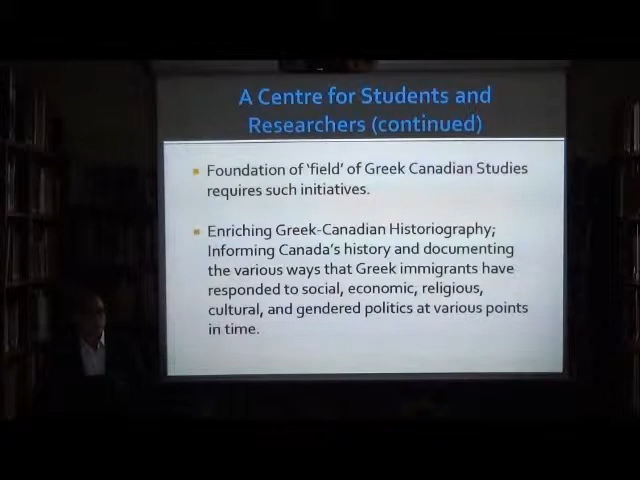 A Centre for Students and
Researchers (continued)
Foundation of 'field' of Greek Canadian Studies
requires such initiatives.
Enriching Greek-Canadian Historiography;
Informing Canada's history and documenting
the various ways that Greek immigrants have
responded to social, economic, religious,
cultural, and gendered politics at various points
in time.